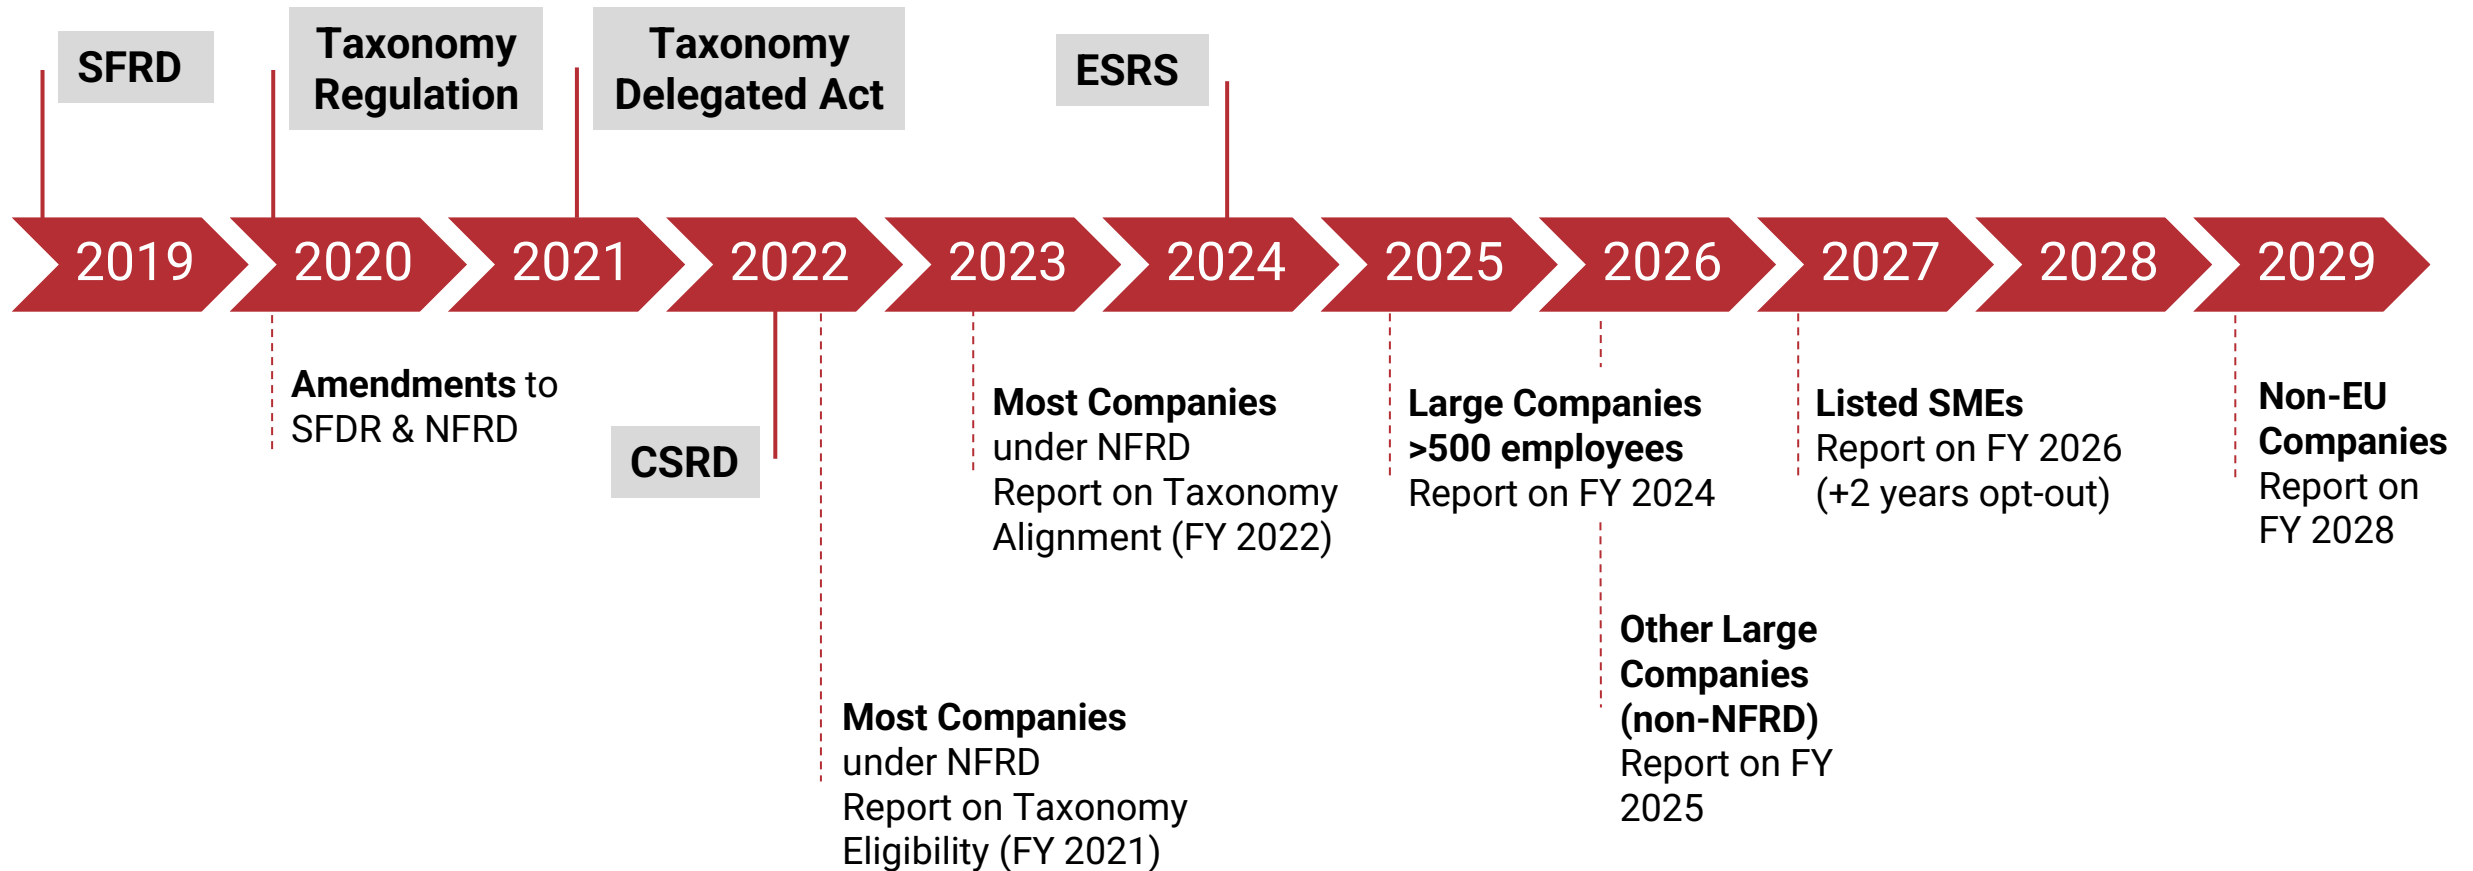 SFRD
Taxonomy
Regulation
Taxonomy
Delegated Act
ESRS
2019
2020
2021
2022
2023
2024
2025
2026
2027
2028
2029
Amendments to
SFDR & NFRD
CSRD
Most Companies
under NFRD
Report on Taxonomy
Eligibility (FY 2021)
Most Companies
under NFRD
Report on Taxonomy
Alignment (FY 2022)
Large Companies
>500 employees
Report on FY 2024
Other Large
Companies
(non-NFRD)
Report on FY
2025
Listed SMEs
Report on FY 2026
(+2 years opt-out)
Non-EU
Companies
Report on
FY 2028